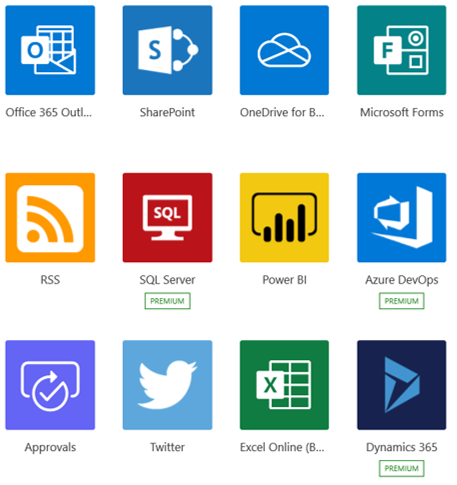 O
S
F
Office 365 Outl...
SharePoint
OneDrive for B...
Microsoft Forms
SQL
RSS
SQL Server
Power BI
Azure DevOps
PREMIUM
PREMIUM
X
Approvals
Twitter
Excel Online (B...
Dynamics 365
PREMIUM